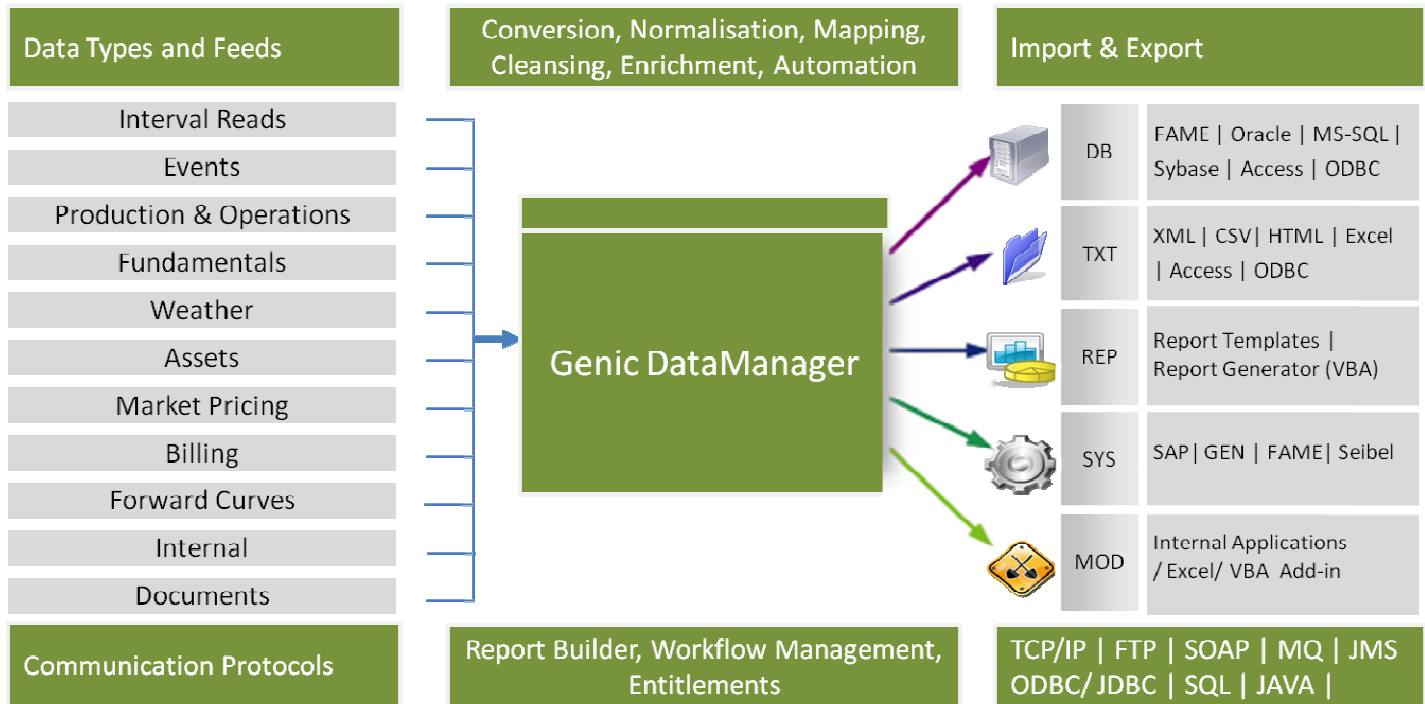 Data Types and Feeds
Conversion, Normalisation, Mapping,
Cleansing, Enrichment, Automation
Import & Export
Interval Reads
Events
Production & Operations
Fundamentals
Weather
Assets
Market Pricing
Billing
Forward Curves
Internal
Documents
Genic DataManager
DB
FAME | Oracle | MS-SQL |
Sybase | Access | ODBC
TXT
XML | CSV| HTML | Excel
| Access | ODBC
REP
Report Templates |
Report Generator (VBA)
SYS
SAP| GEN | FAME| Seibel
MOD
Internal Applications
/ Excel/ VBA Add-in
Communication Protocols
Report Builder, Workflow Management,
Entitlements
TCP/IP | FTP | SOAP | MQ | JMS
ODBC/ JDBC | SQL | JAVA |